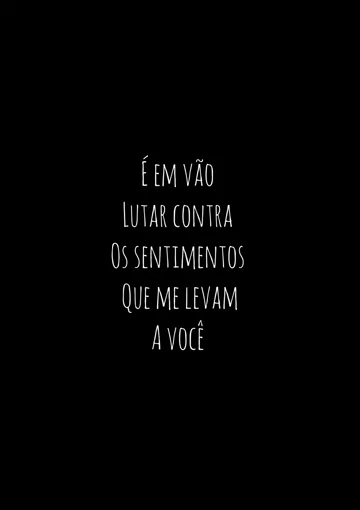 É em vão
Lutar contra
Os sentimentos
Que me levam
A você